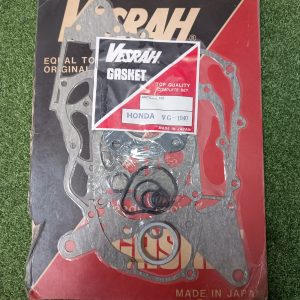 VESRAH
EQUAL TO
ORIGINAL
VESRAH
GASKET
TOP QUALITY
COMPLETE SET
HONDA VG-1040
MADE IN JAPAN
MADE IN JAPAN